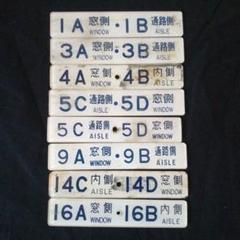 1A 窓側 WINDOW ・ 1B 通路側 AISLE
3A 窓側 WINDOW ・ 3B 通路側 AISLE
4A 窓側 WINDOW ・ 4B 内側 AISLE
5C 通路側 AISLE ・ 5D 窓側 WINDOW
5C 通路側 AISLE ・ 5D 窓側 WINDOW
9A 窓側 WINDOW ・ 9B 通路側 AISLE
14C 内側 AISLE ・ 14D 窓側 WINDOW
16A 窓側 WINDOW ・ 16B 内側 AISLE